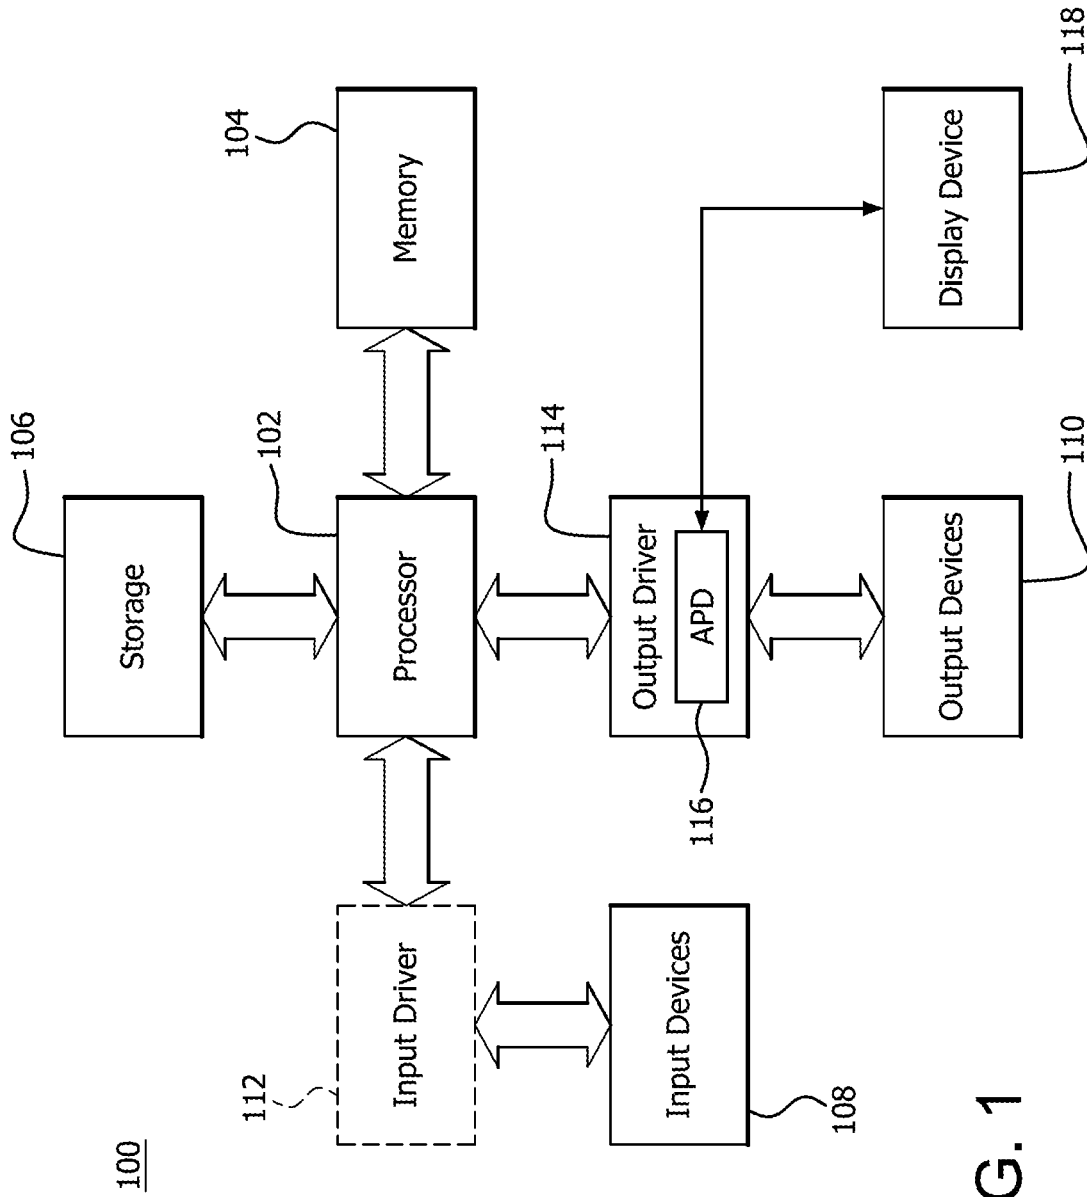 100
106
Storage
112
Input Driver
102
Processor
104
Memory
108
Input Devices
114
Output Driver
APD
116
Output Devices
110
Display Device
118
G. 1